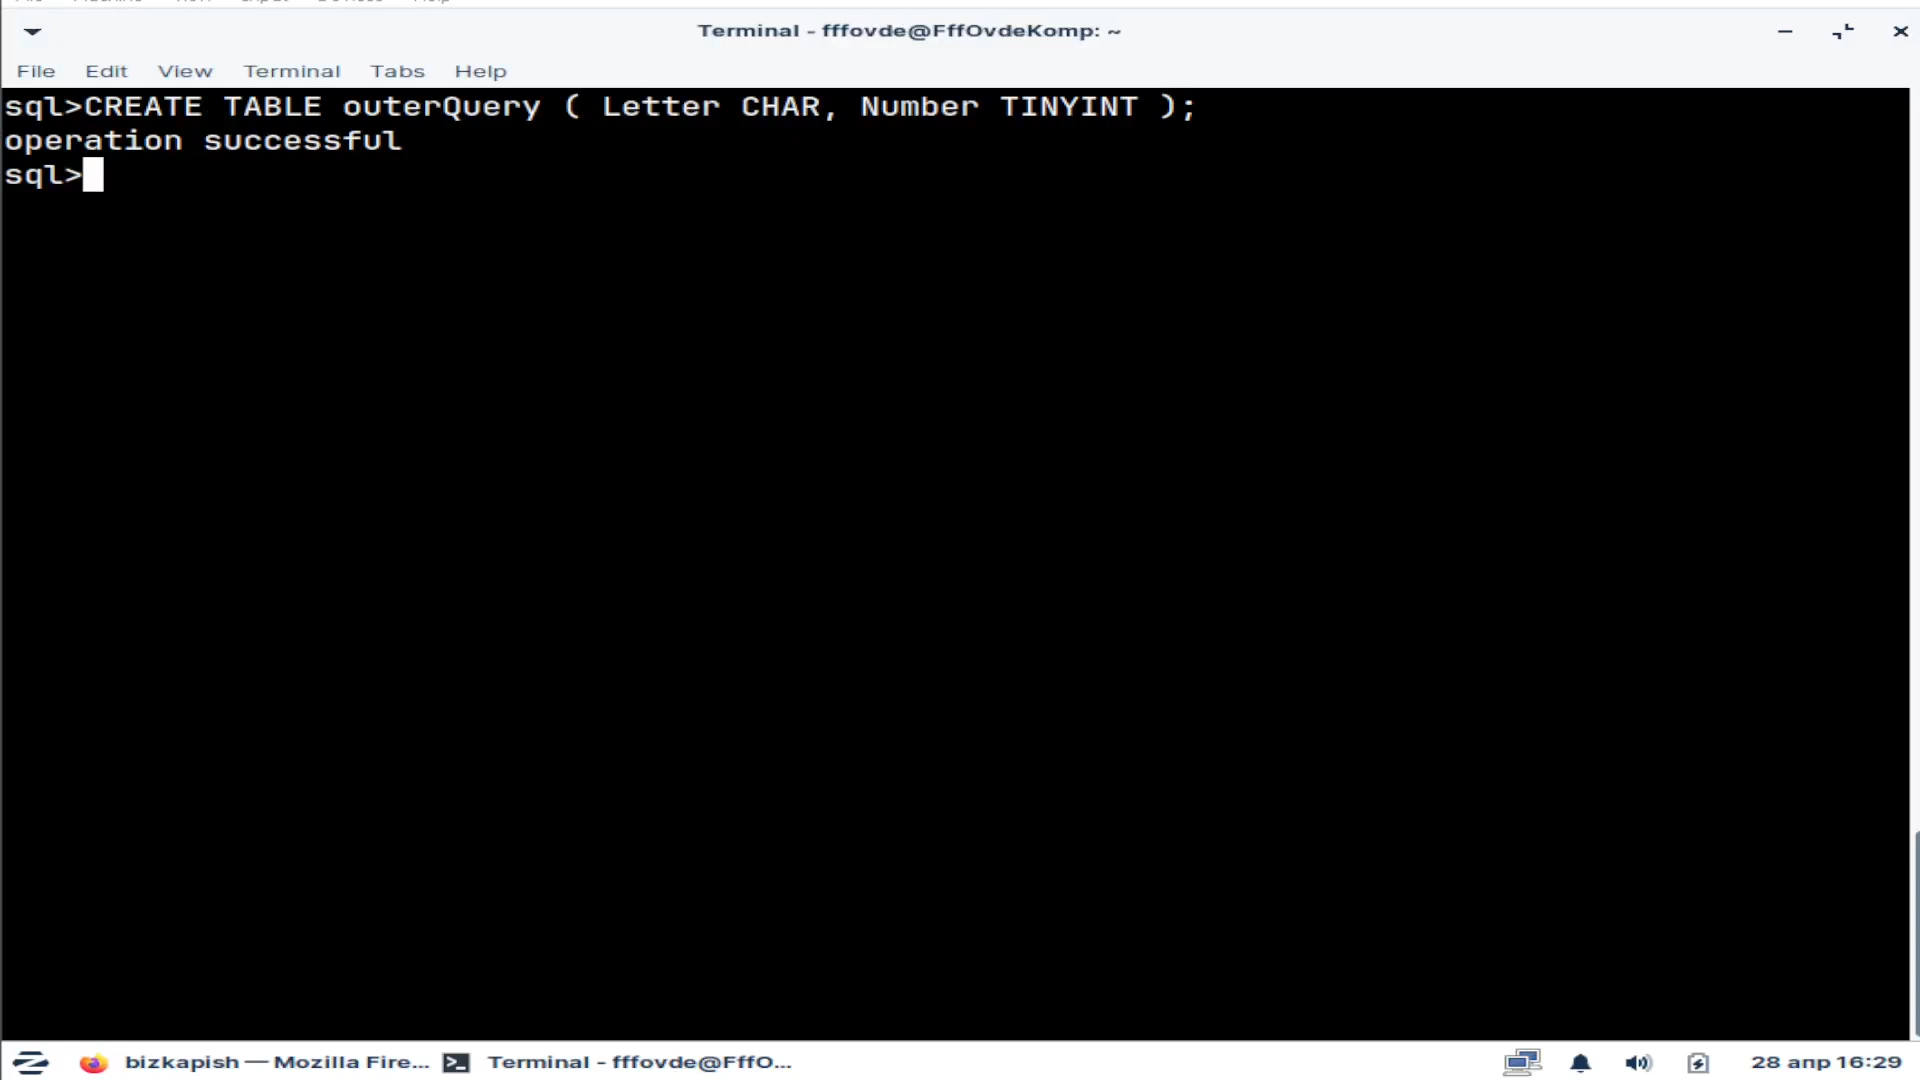 Terminal - fffovde@FffOvdeKomp: ~
File Edit View Terminal Tabs Help
sql>CREATE TABLE outerQuery ( Letter CHAR, Number TINYINT );
operation successful
sql>
bizkapish — Mozilla Fire... Terminal - fffovde@FffO... 28 апр 16:29